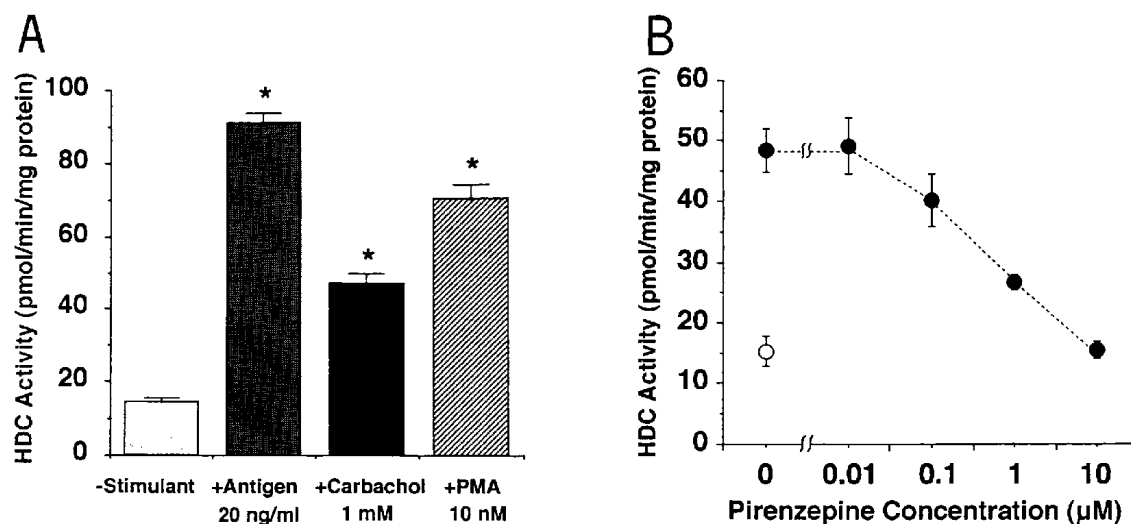 A
HDC Activity (pmol/min/mg protein)
100
80
60
40
20
0
*
*
*
-Stimulant +Antigen +Carbachol +PMA
20 ng/ml 1 mM 10 nM
B
HDC Activity (pmol/min/mg protein)
60
50
40
30
20
10
0
0 0.01 0.1 1 10
Pirenzepine Concentration (µM)